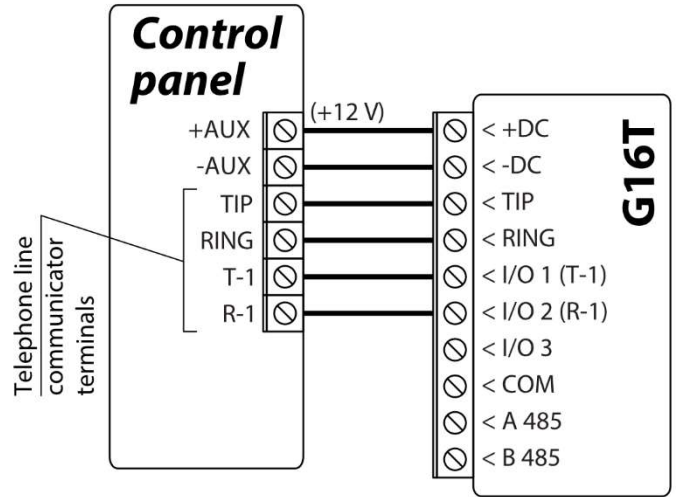 Control
panel
+AUX
-AUX
TIP
RING
T-1
R-1
Telephone line
communicator
terminals
(+12 V)
< +DC
< -DC
< TIP
< RING
< I/O 1 (T-1)
< I/O 2 (R-1)
< I/O 3
< COM
< A 485
< B 485
G16T